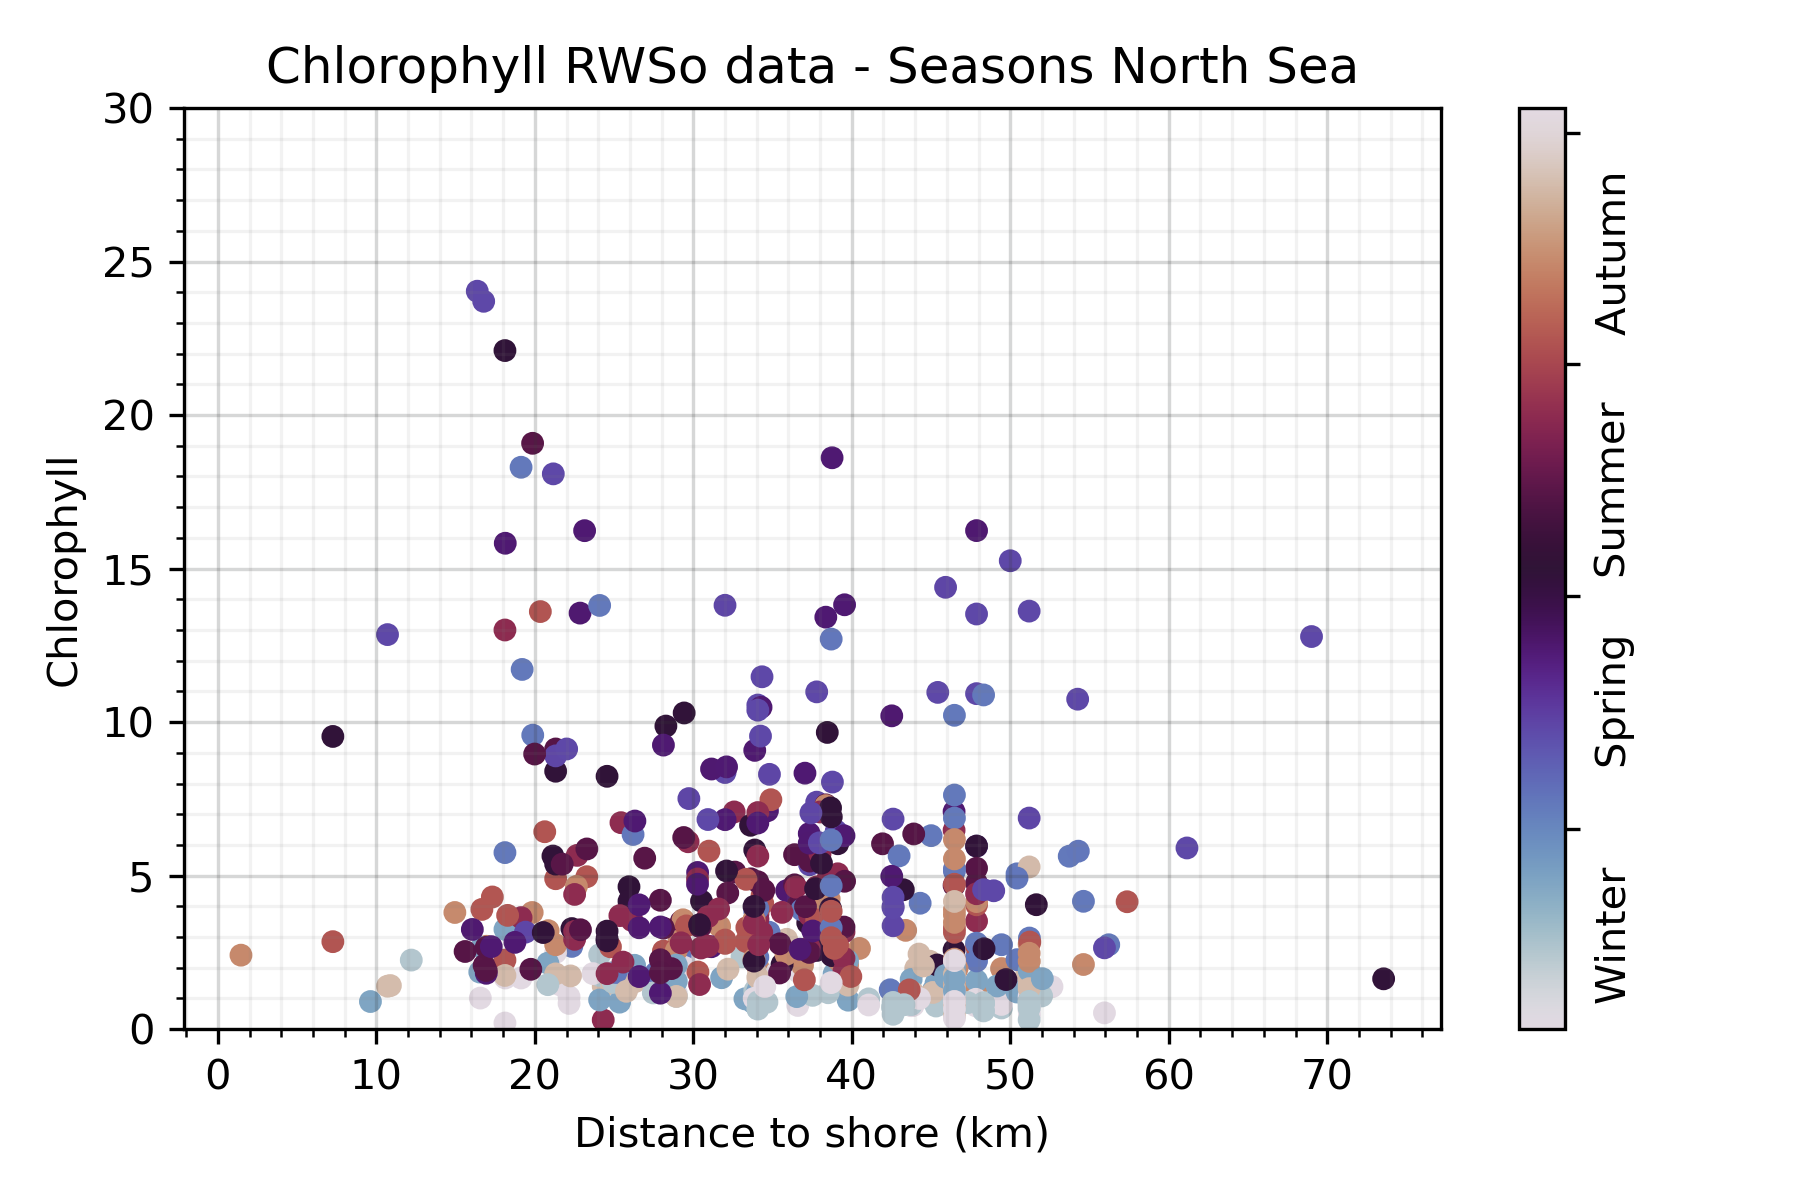 Chlorophyll RWSo data - Seasons North Sea
30
25
20
15
10
5
0
Chlorophyll
0 10 20 30 40 50 60 70
Distance to shore (km)
Winter Spring Summer Autumn